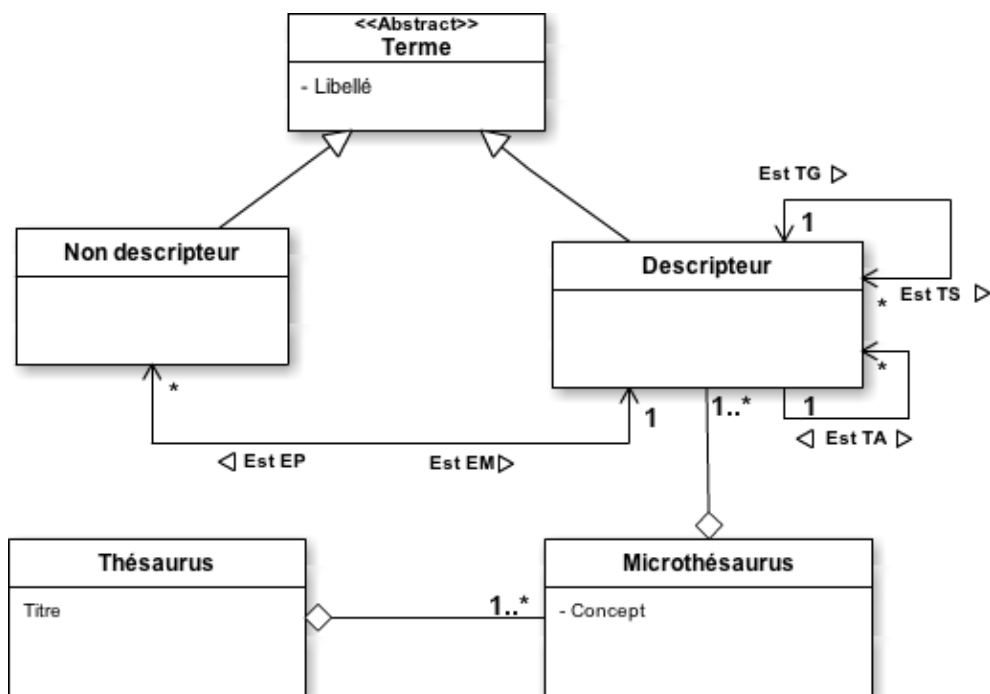 <<Abstract>>
Terme
- Libellé
Est TG ▷
1
Non descripteur
Descripteur
*
Est TS ▷
*
*
1
1..*
1
◁ Est EP
Est EM▷
◁ Est TA ▷
Thésaurus
Titre
1..*
Microthésaurus
- Concept